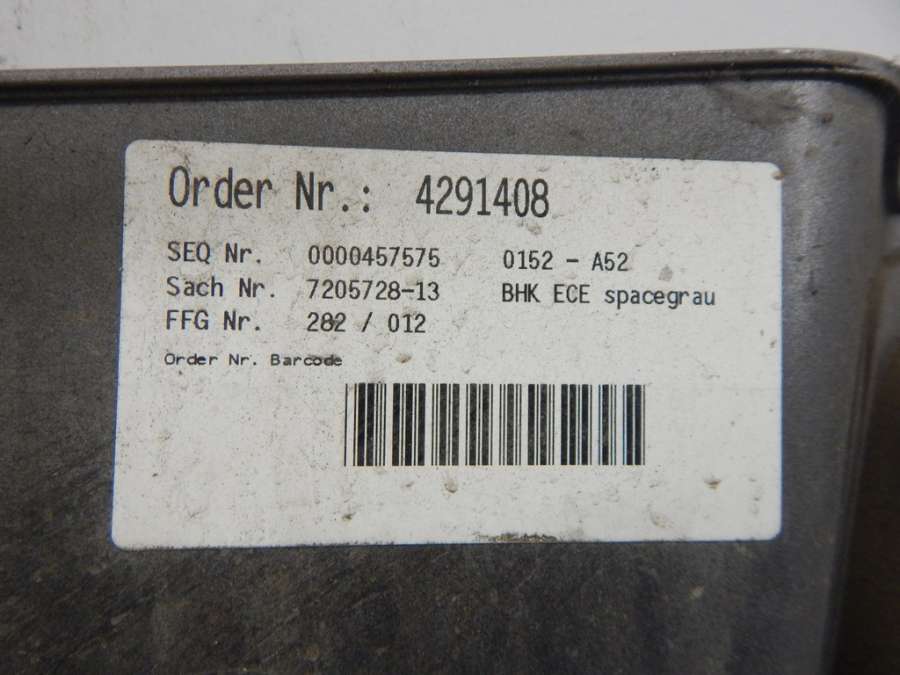 Order Nr.: 4291408
SEQ Nr. 0000457575 0152 - A52
Sach Nr. 7205728-13 BHK ECE spacegrau
FFG Nr. 282 / 012
Order Nr. Barcode